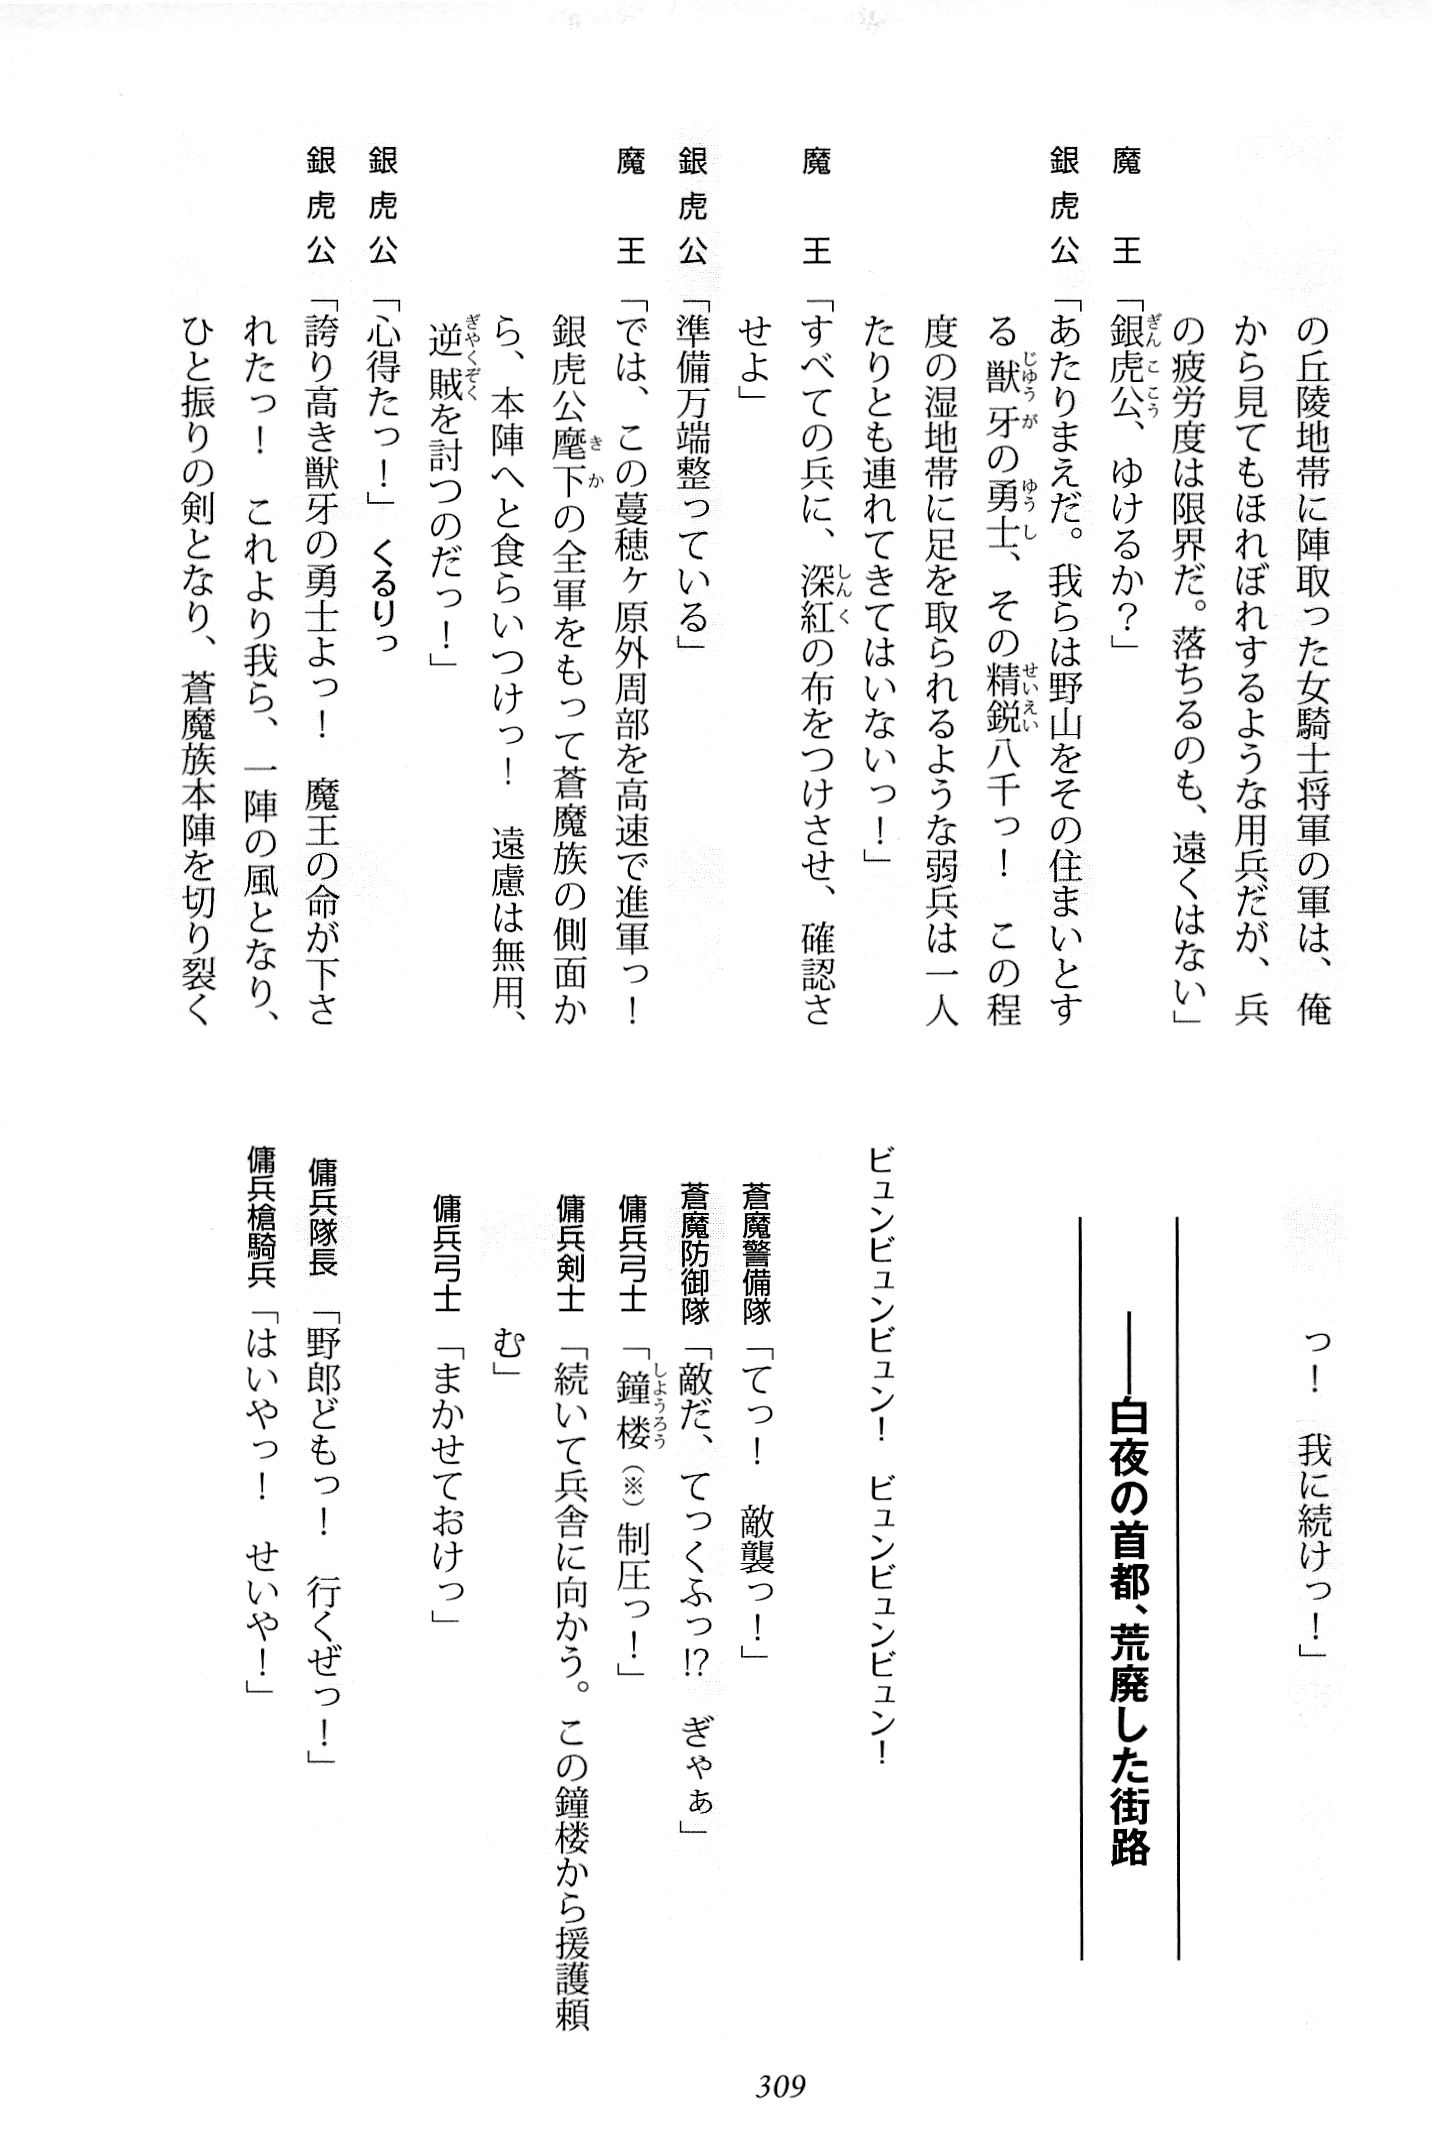 の丘陵地帯に陣取った女騎士将軍の軍は、俺
から見てもほれぼれするような用兵だが、兵
の疲労度は限界だ。落ちるのも、遠くはない」
魔王「銀虎公、ゆけるか？」
銀虎公「あたりまえだ。我らは野山をその住まいとす
る獣牙の勇士、その精鋭八千っ！　この程
度の湿地帯に足を取られるような弱兵は一人
たりとも連れてきてはいないっ！」
魔王「すべての兵に、深紅の布をつけさせ、確認さ
せよ」
銀虎公「準備万端整っている」
魔王「では、この蔓穂ヶ原外周部を高速で進軍っ！
銀虎公麾下の全軍をもって蒼魔族の側面か
ら、本陣へと食らいつけっ！　遠慮は無用、
逆賊を討つのだっ！」
銀虎公「心得たっ！」くるりっ
銀虎公「誇り高き獣牙の勇士よっ！　魔王の命が下さ
れたっ！　これより我ら、一陣の風となり、
ひと振りの剣となり、蒼魔族本陣を切り裂く
っ！　我に続けっ！」
――白夜の首都、荒廃した街路
ビュンビュンビュン！　ビュンビュンビュン！
蒼魔警備隊「てっ！　敵襲っ！」
蒼魔防御隊「敵だ、てっくふっ!?　ぎゃぁ」
傭兵弓士「鐘楼（※）制圧っ！」
傭兵剣士「続いて兵舎に向かう。この鐘楼から援護頼
む」
傭兵弓士「まかせておけっ」
傭兵隊長「野郎どもっ！　行くぜっ！」
傭兵槍騎兵「はいやっ！　せいや！」
309